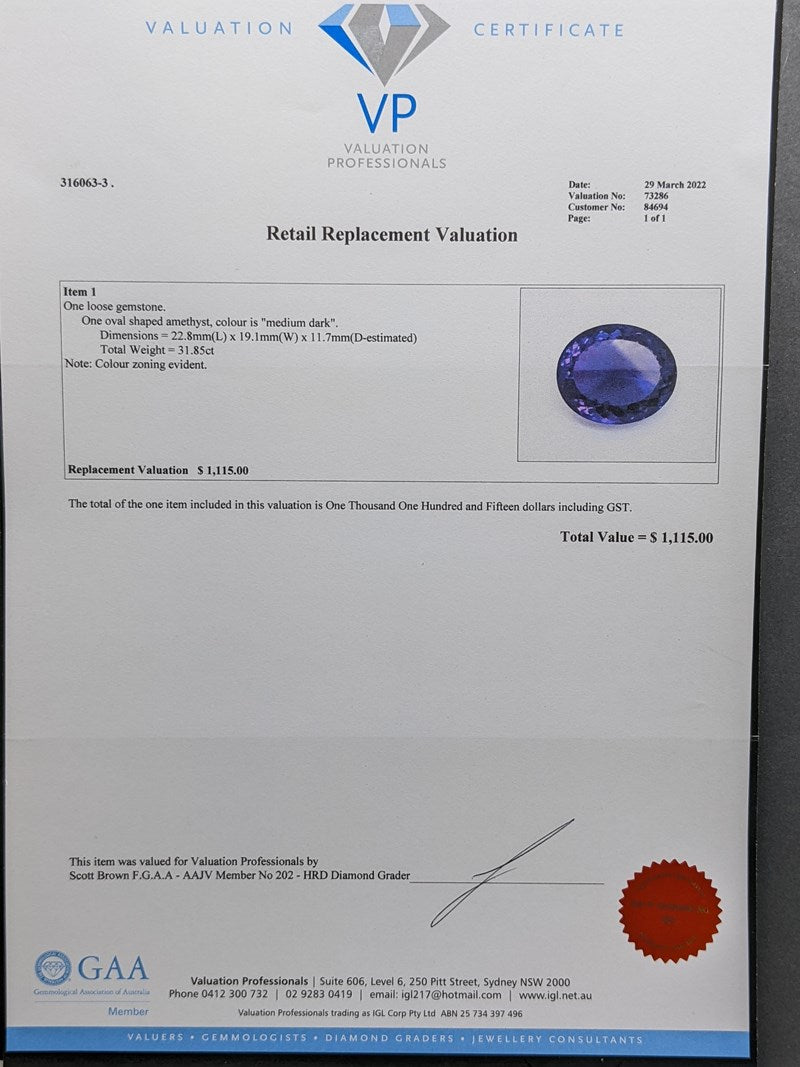 VALUATION CERTIFICATE
VP
VALUATION
PROFESSIONALS
316063-3 .
Date: 29 March 2022
Valuation No: 73286
Customer No: 84694
Page: 1 of 1
Retail Replacement Valuation
Item 1
One loose gemstone.
One oval shaped amethyst, colour is "medium dark".
Dimensions = 22.8mm(L) x 19.1mm(W) x 11.7mm(D-estimated)
Total Weight = 31.85ct
Note: Colour zoning evident.
Replacement Valuation $ 1,115.00
The total of the one item included in this valuation is One Thousand One Hundred and Fifteen dollars including GST.
Total Value = $ 1,115.00
This item was valued for Valuation Professionals by
Scott Brown F.G.A.A - AAJV Member No 202 - HRD Diamond Grader
GAA
Gemmological Association of Australia
Member
Valuation Professionals | Suite 606, Level 6, 250 Pitt Street, Sydney NSW 2000
Phone 0412 300 732 | 02 9283 0419 | email: igl217@hotmail.com | www.igl.net.au
Valuation Professionals trading as IGL Corp Pty Ltd ABN 25 734 397 496
VALUERS • GEMMOLOGISTS • DIAMOND GRADERS • JEWELLERY CONSULTANTS